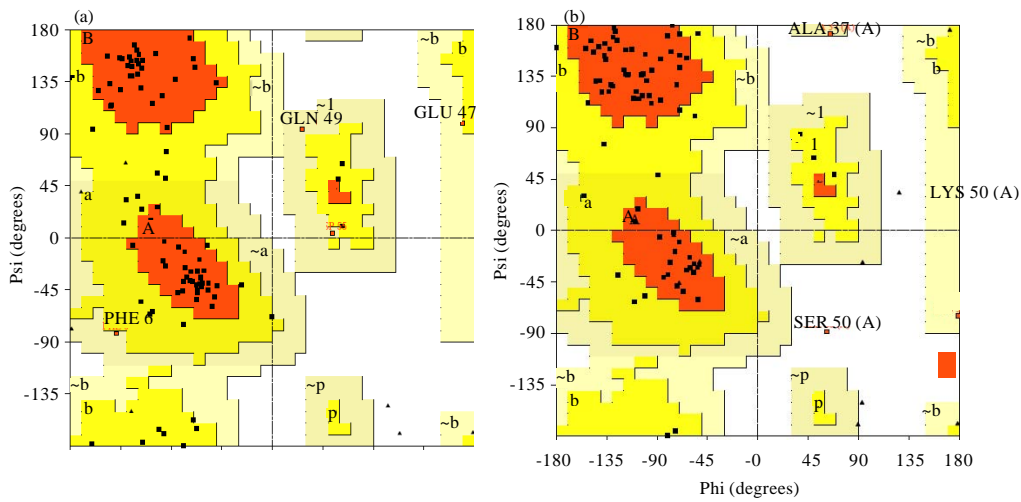 (a)
180
B
b
135
~b
~b
b
~1
90
GLN 49
GLU 47
45
a
A
0
~a
-45
PHE 6
-90
-135
~b
b
~p
p
~b
Psi (degrees)
(b)
180
B
ALA 37 (A)
~b
b
135
~b
b
90
~1
1
45
a
LYS 50 (A)
A
0
~a
-45
SER 50 (A)
-90
-135
~b
b
~p
p
~b
Psi (degrees)
-180 -135 -90 -45 -0 45 90 135 180
Phi (degrees)